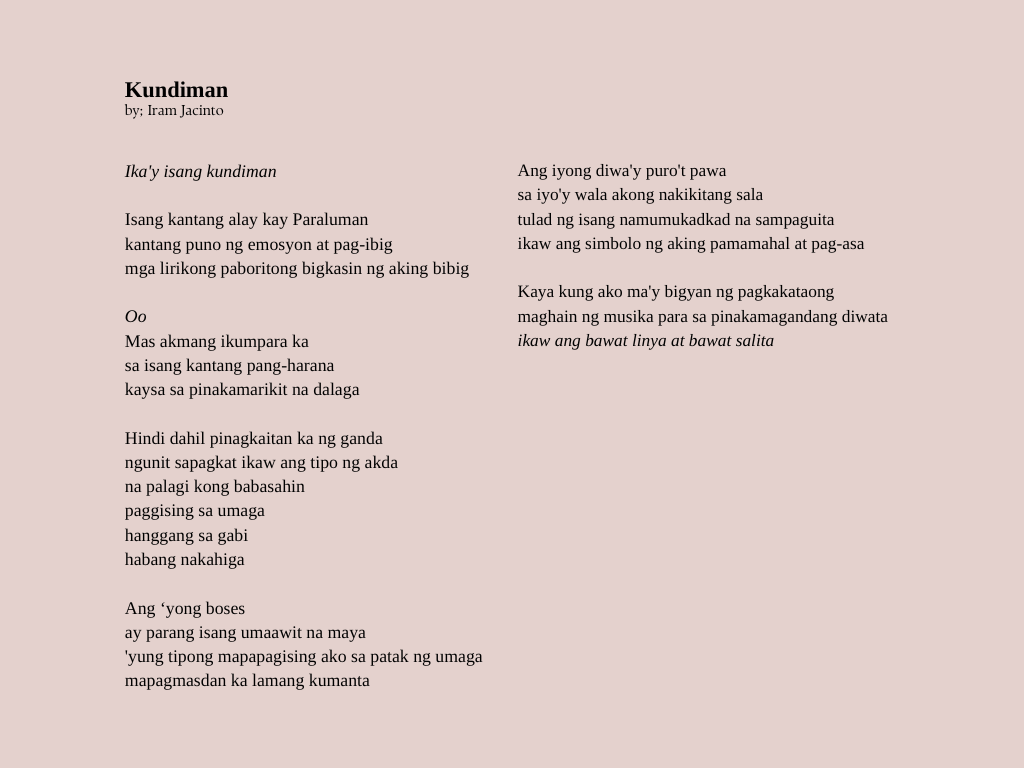 Kundiman
by; Iram Jacinto
Ika'y isang kundiman
Isang kantang alay kay Paraluman
kantang puno ng emosyon at pag-ibig
mga lirikong paboritong bigkasin ng aking bibig
Oo
Mas akmang ikumpara ka
sa isang kantang pang-harana
kaysa sa pinakamarikit na dalaga
Hindi dahil pinagkaitan ka ng ganda
ngunit sapagkat ikaw ang tipo ng akda
na palagi kong babasahin
paggising sa umaga
hanggang sa gabi
habang nakahiga
Ang ‘yong boses
ay parang isang umaawit na maya
'yung tipong mapapagising ako sa patak ng umaga
mapagmasdan ka lamang kumanta
Ang iyong diwa'y puro't pawa
sa iyo'y wala akong nakikitang sala
tulad ng isang namumukadkad na sampaguita
ikaw ang simbolo ng aking pamamahal at pag-asa
Kaya kung ako ma'y bigyan ng pagkakataong
maghain ng musika para sa pinakamagandang diwata
ikaw ang bawat linya at bawat salita